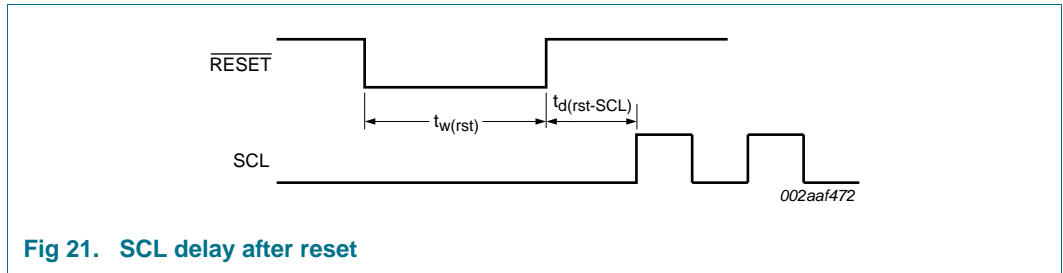 RESET
td(rst-SCL)
tw(rst)
SCL
002aaf472
Fig 21. SCL delay after reset